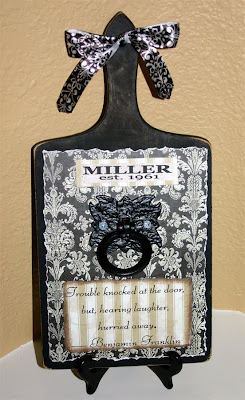 MILLER
est. 1961
Trouble knocked at the door,
but, hearing laughter,
hurried away.
Benjamin Franklin